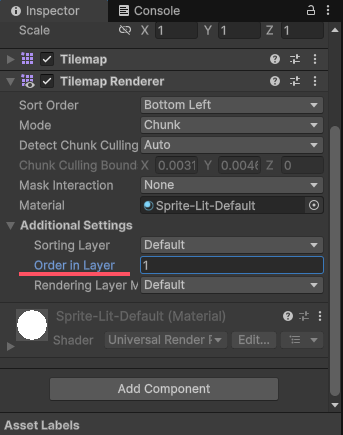 Inspector Console
Scale X 1 Y 1 Z 1
Tilemap
Tilemap Renderer
Sort Order Bottom Left
Mode Chunk
Detect Chunk Culling Auto
Chunk Culling Bound X 0.0031 Y 0.0046 Z 0
Mask Interaction None
Material Sprite-Lit-Default
Additional Settings
Sorting Layer Default
Order in Layer 1
Rendering Layer M Default
Sprite-Lit-Default (Material)
Shader Universal Render P Edit...
Add Component
Asset Labels